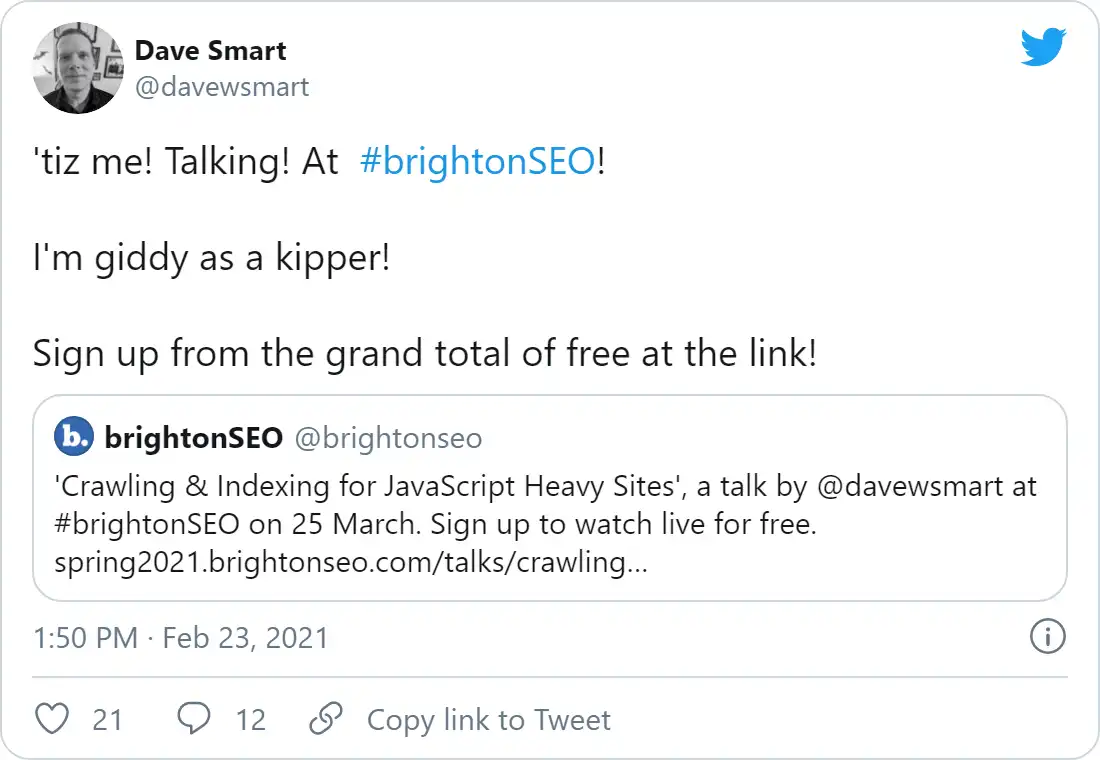 Dave Smart
@davewsmart
'tiz me! Talking! At #brightonSEO!
I'm giddy as a kipper!
Sign up from the grand total of free at the link!
b. brightonSEO @brightonseo
'Crawling & Indexing for JavaScript Heavy Sites', a talk by @davewsmart at
#brightonSEO on 25 March. Sign up to watch live for free.
spring2021.brightonseo.com/talks/crawling...
1:50 PM · Feb 23, 2021
21 12 Copy link to Tweet